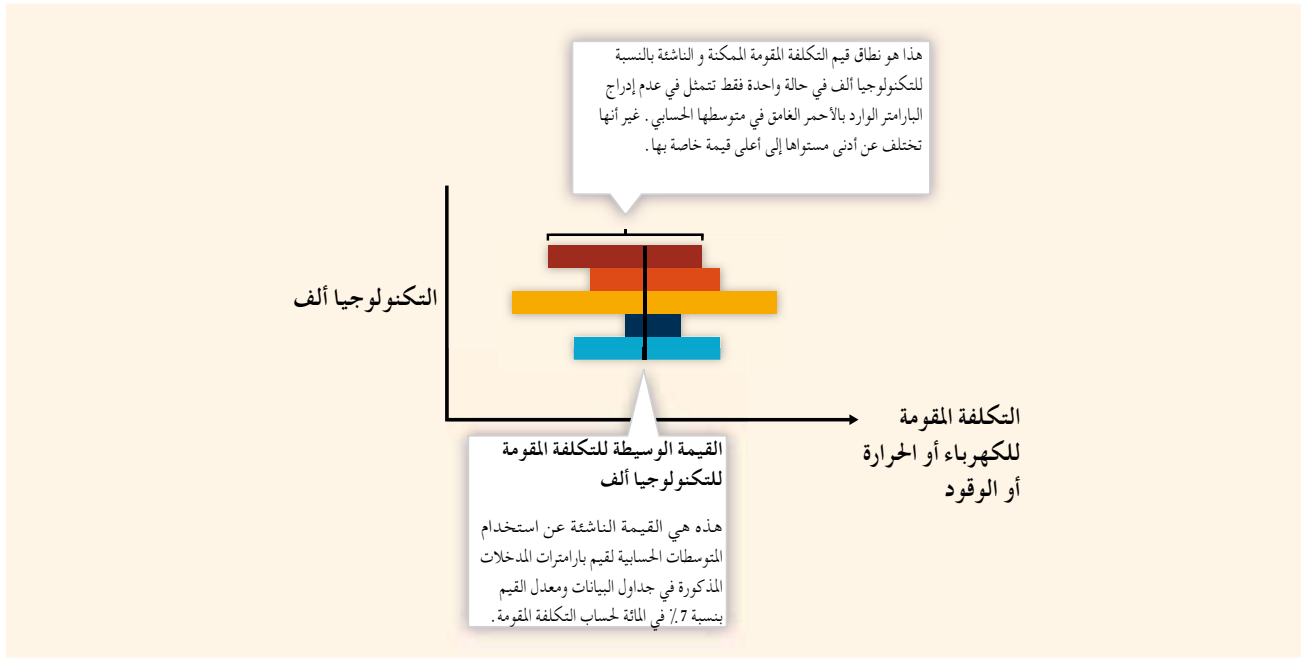 هذا هو نطاق قيم التكلفة المقومة الممكنة و الناشئة بالنسبة
للتكنولوجيا ألف في حالة واحدة فقط تتمثل في عدم إدراج
البارامتر الوارد بالأحمر الغامق في متوسطها الحسابي. غير أنها
تختلف عن أدنى مستواها إلى أعلى قيمة خاصة بها.
التكنولوجيا ألف
التكلفة المقومة
للكهرباء أو الحرارة
أو الوقود
القيمة الوسيطة للتكلفة المقومة
للتكنولوجيا ألف
هذه هي القيمة الناشئة عن استخدام
المتوسطات الحسابية لقيم بارامترات المدخلات
المذكورة في جداول البيانات ومعدل القيم
بنسبة 7٪ في المائة لحساب التكلفة المقومة.